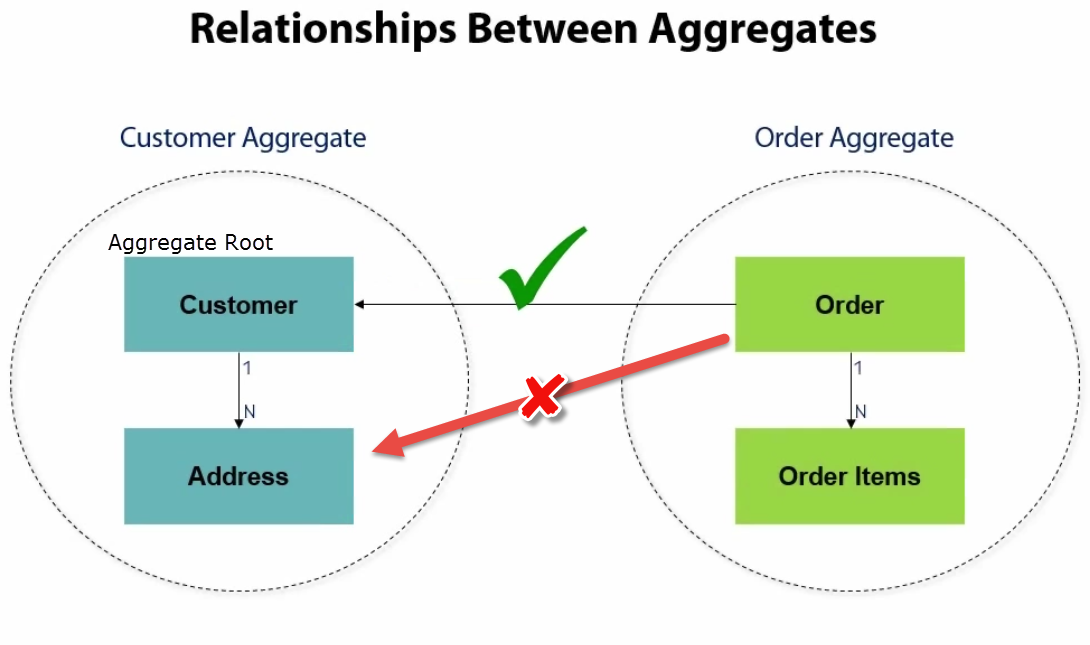 Relationships Between Aggregates
Customer Aggregate
Order Aggregate
Aggregate Root
Customer
Order
1
N
1
N
Address
Order Items